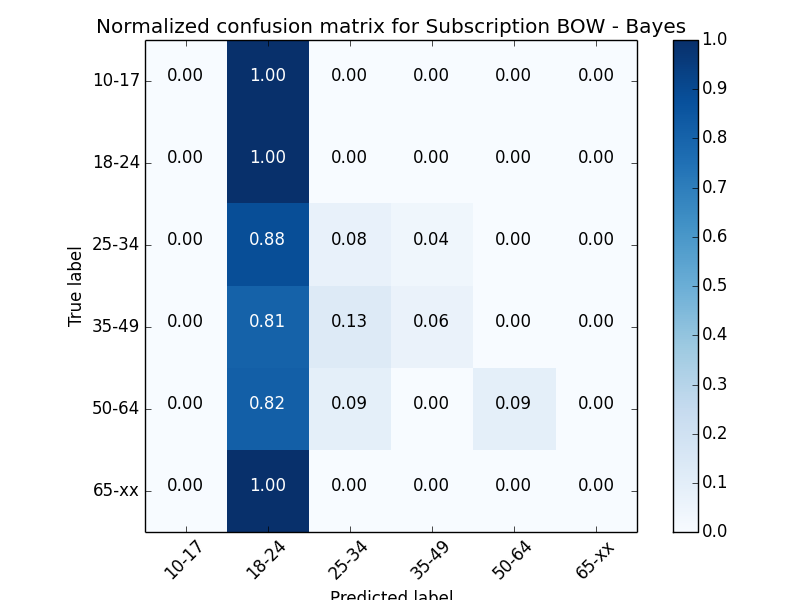 Normalized confusion matrix for Subscription BOW - Bayes
10-17 0.00 1.00 0.00 0.00 0.00 0.00
18-24 0.00 1.00 0.00 0.00 0.00 0.00
25-34 0.00 0.88 0.08 0.04 0.00 0.00
35-49 0.00 0.81 0.13 0.06 0.00 0.00
50-64 0.00 0.82 0.09 0.00 0.09 0.00
65-xx 0.00 1.00 0.00 0.00 0.00 0.00
True label
10-17 18-24 25-34 35-49 50-64 65-xx
Predicted label
1.0
0.9
0.8
0.7
0.6
0.5
0.4
0.3
0.2
0.1
0.0